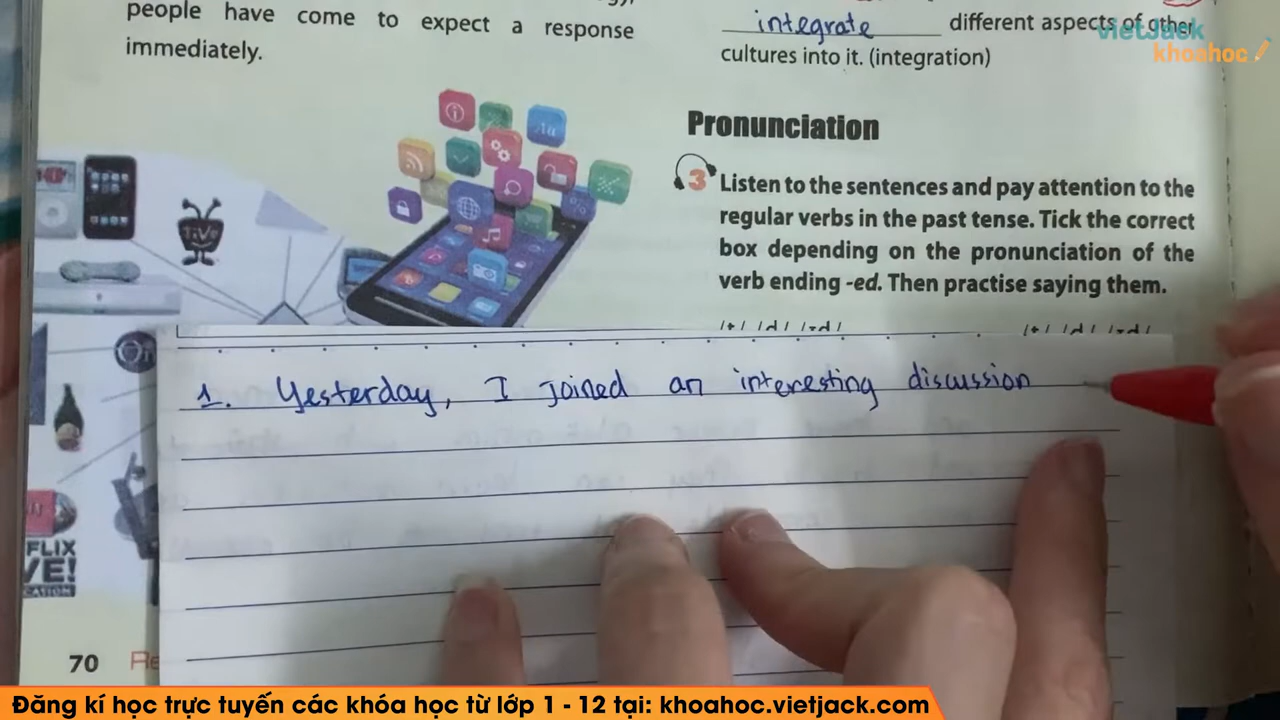 people have come to expect a response
immediately.
integrate different aspects of other
cultures into it. (integration)
vietJack
khoahoc
Pronunciation
3 Listen to the sentences and pay attention to the
regular verbs in the past tense. Tick the correct
box depending on the pronunciation of the
verb ending -ed. Then practise saying them.
TiVo
/t/ /d/ /ɪd/ /t/ /d/ /ɪd/
1. Yesterday, I joined an interesting discussion
FLIX
VE!
70
Đăng kí học trực tuyến các khóa học từ lớp 1 - 12 tại: khoahoc.vietjack.com